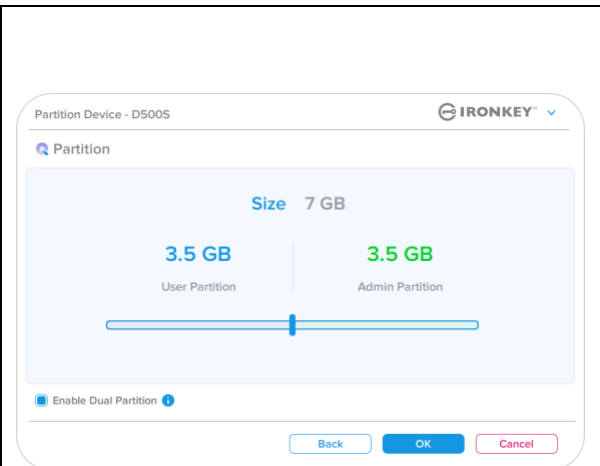 Partition Device - D500S
IRONKEY™
Partition
Size 7 GB
3.5 GB 3.5 GB
User Partition Admin Partition
Enable Dual Partition i
Back OK Cancel